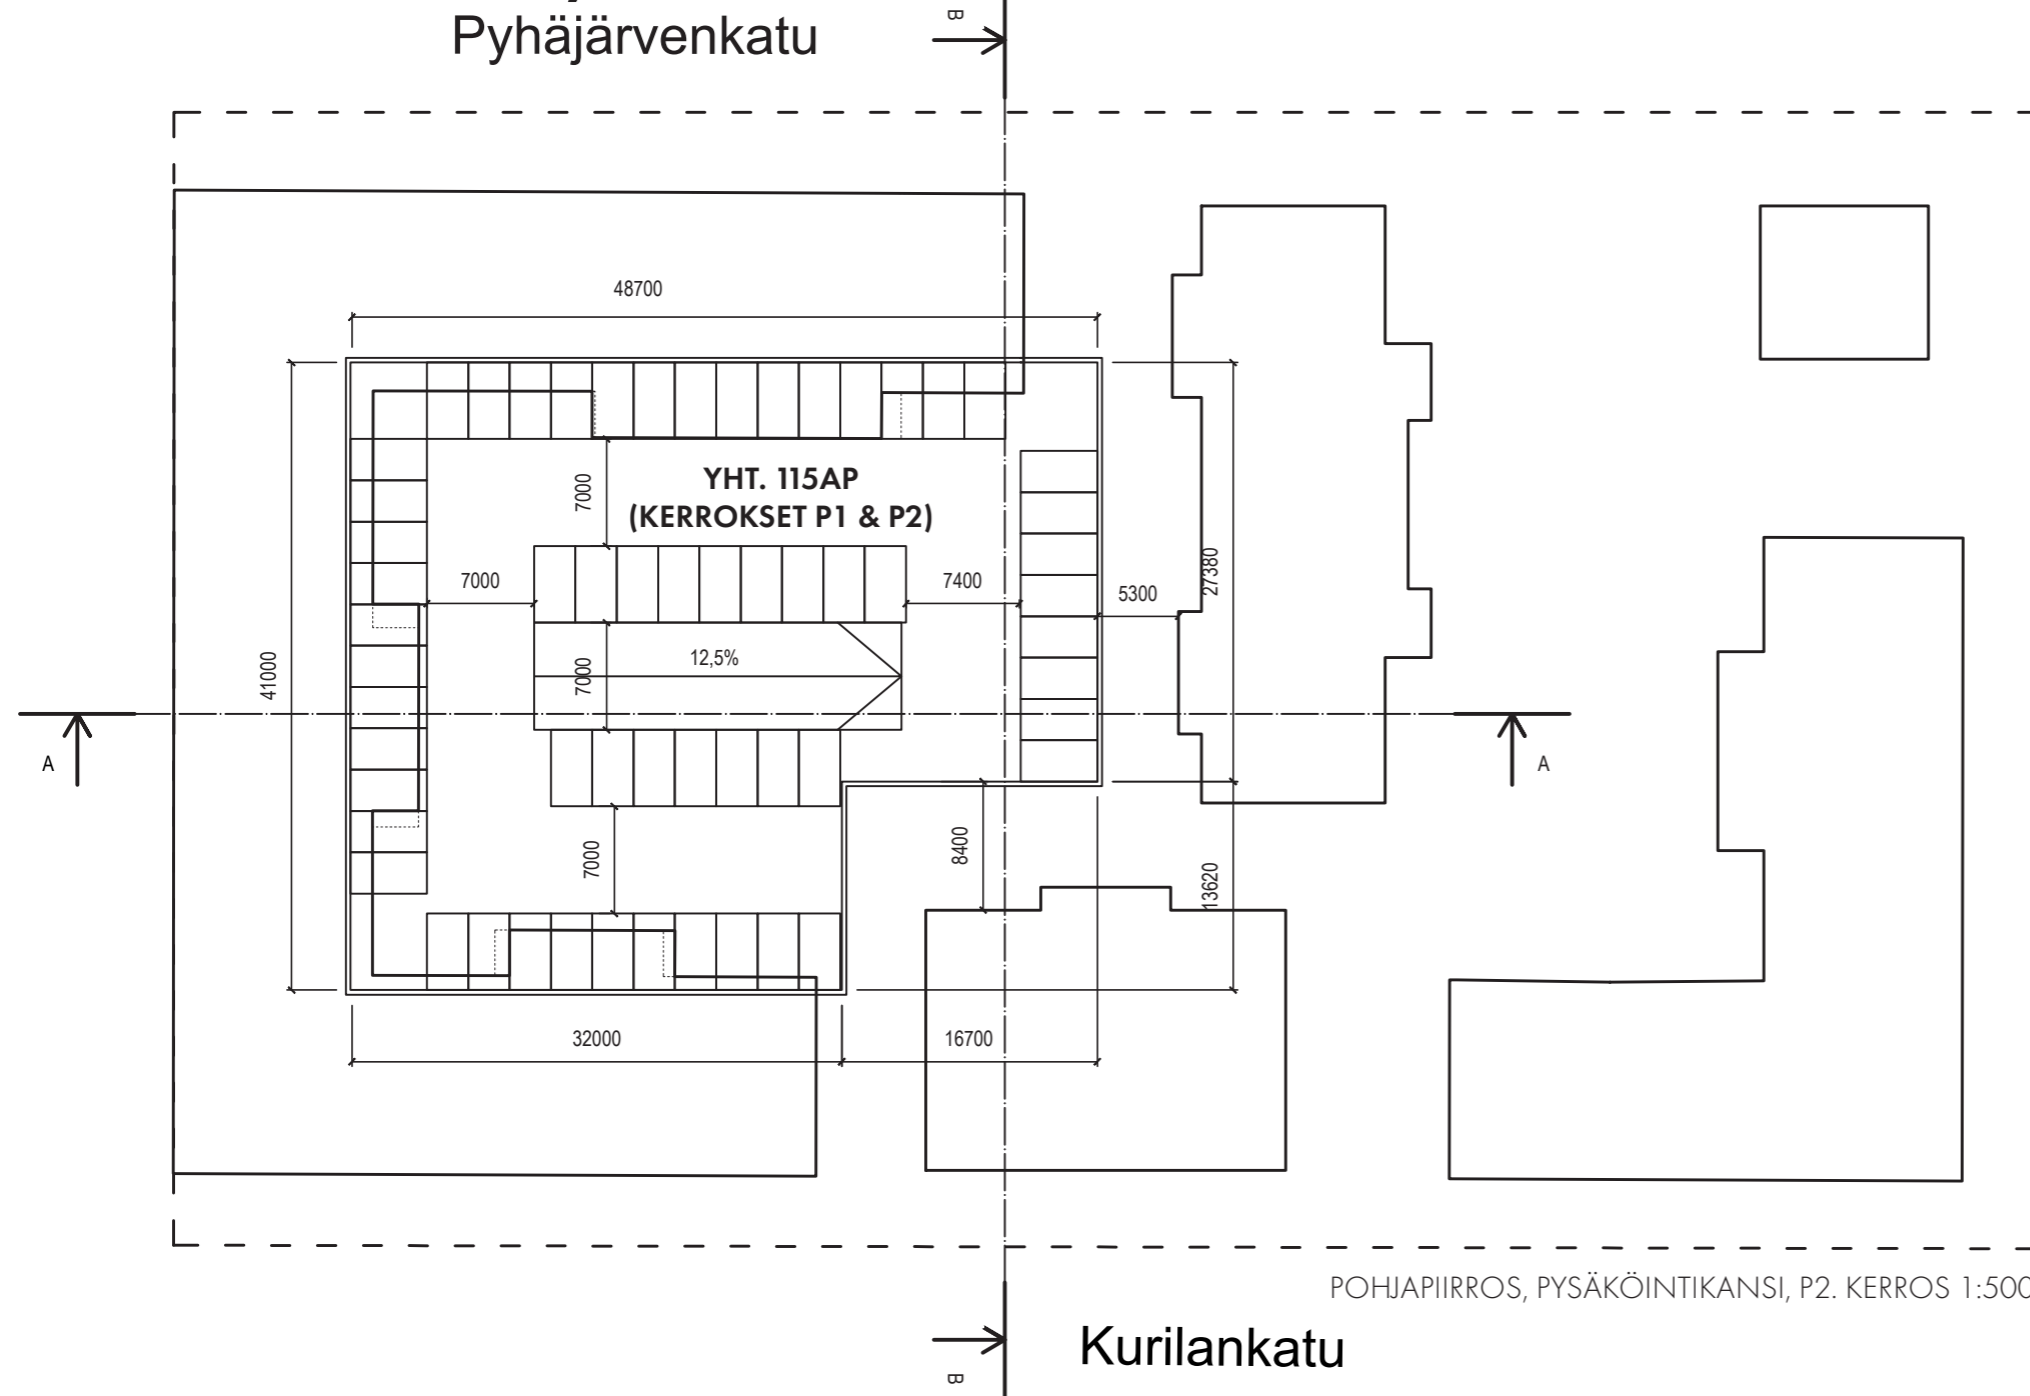 Pyhäjärvenkatu
B
48700
YHT. 115AP
(KERROKSET P1 & P2)
7000
7000
7400
5300
27380
41000
12,5%
7000
A
A
7000
8400
13620
32000
16700
POHJAPIIRROS, PYSÄKÖINTIKANSI, P2. KERROS 1:500
Kurilankatu
B